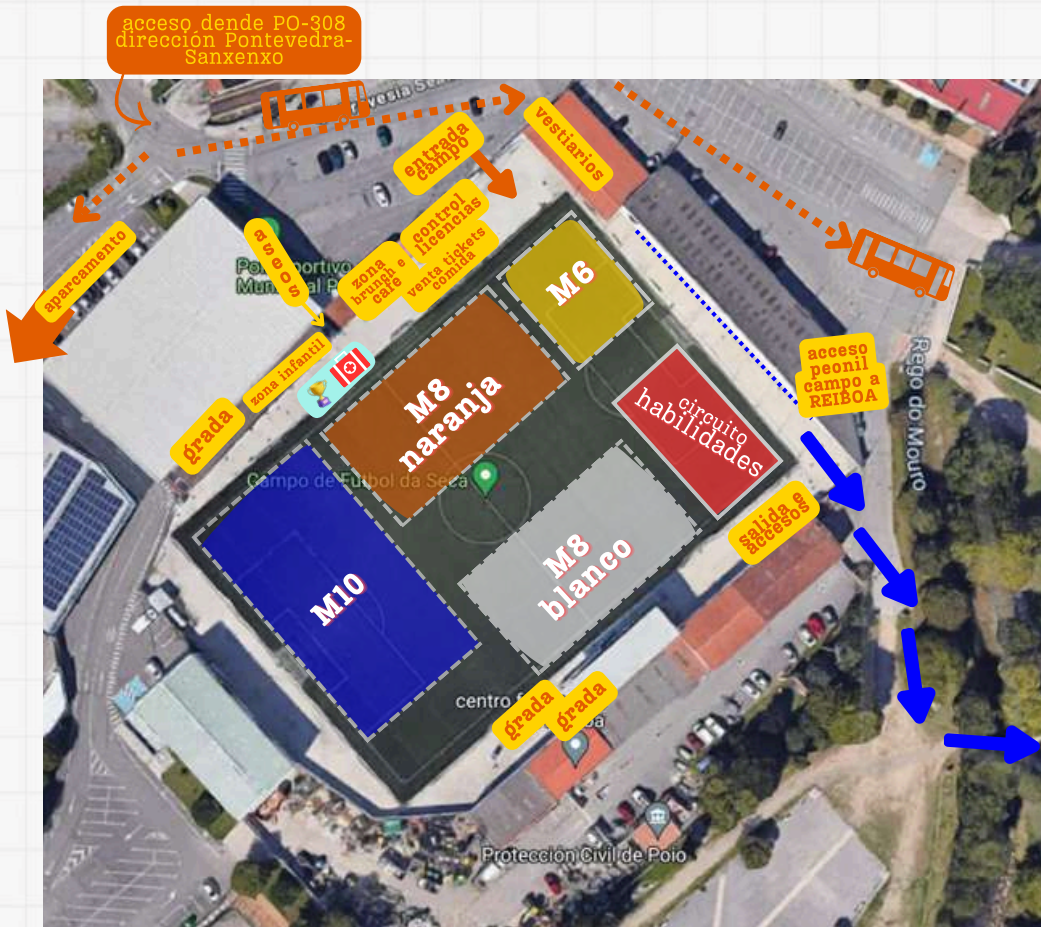 acceso dende PO-308
dirección Pontevedra-
Sanxenxo
vestiarios
entrada
campo
control
licencias
venta tickets
comida
zona
brunch e
café
aseos
aparcamento
zona infantil
grada
M6
M8
naranja
circuito
habilidades
acceso
peonil
campo a
REIBOA
Rego do Mouro
Campo de Fútbol da Seca
salida e
accesos
M8
blanco
M10
centro
grada
grada
Protección Civil de Poio